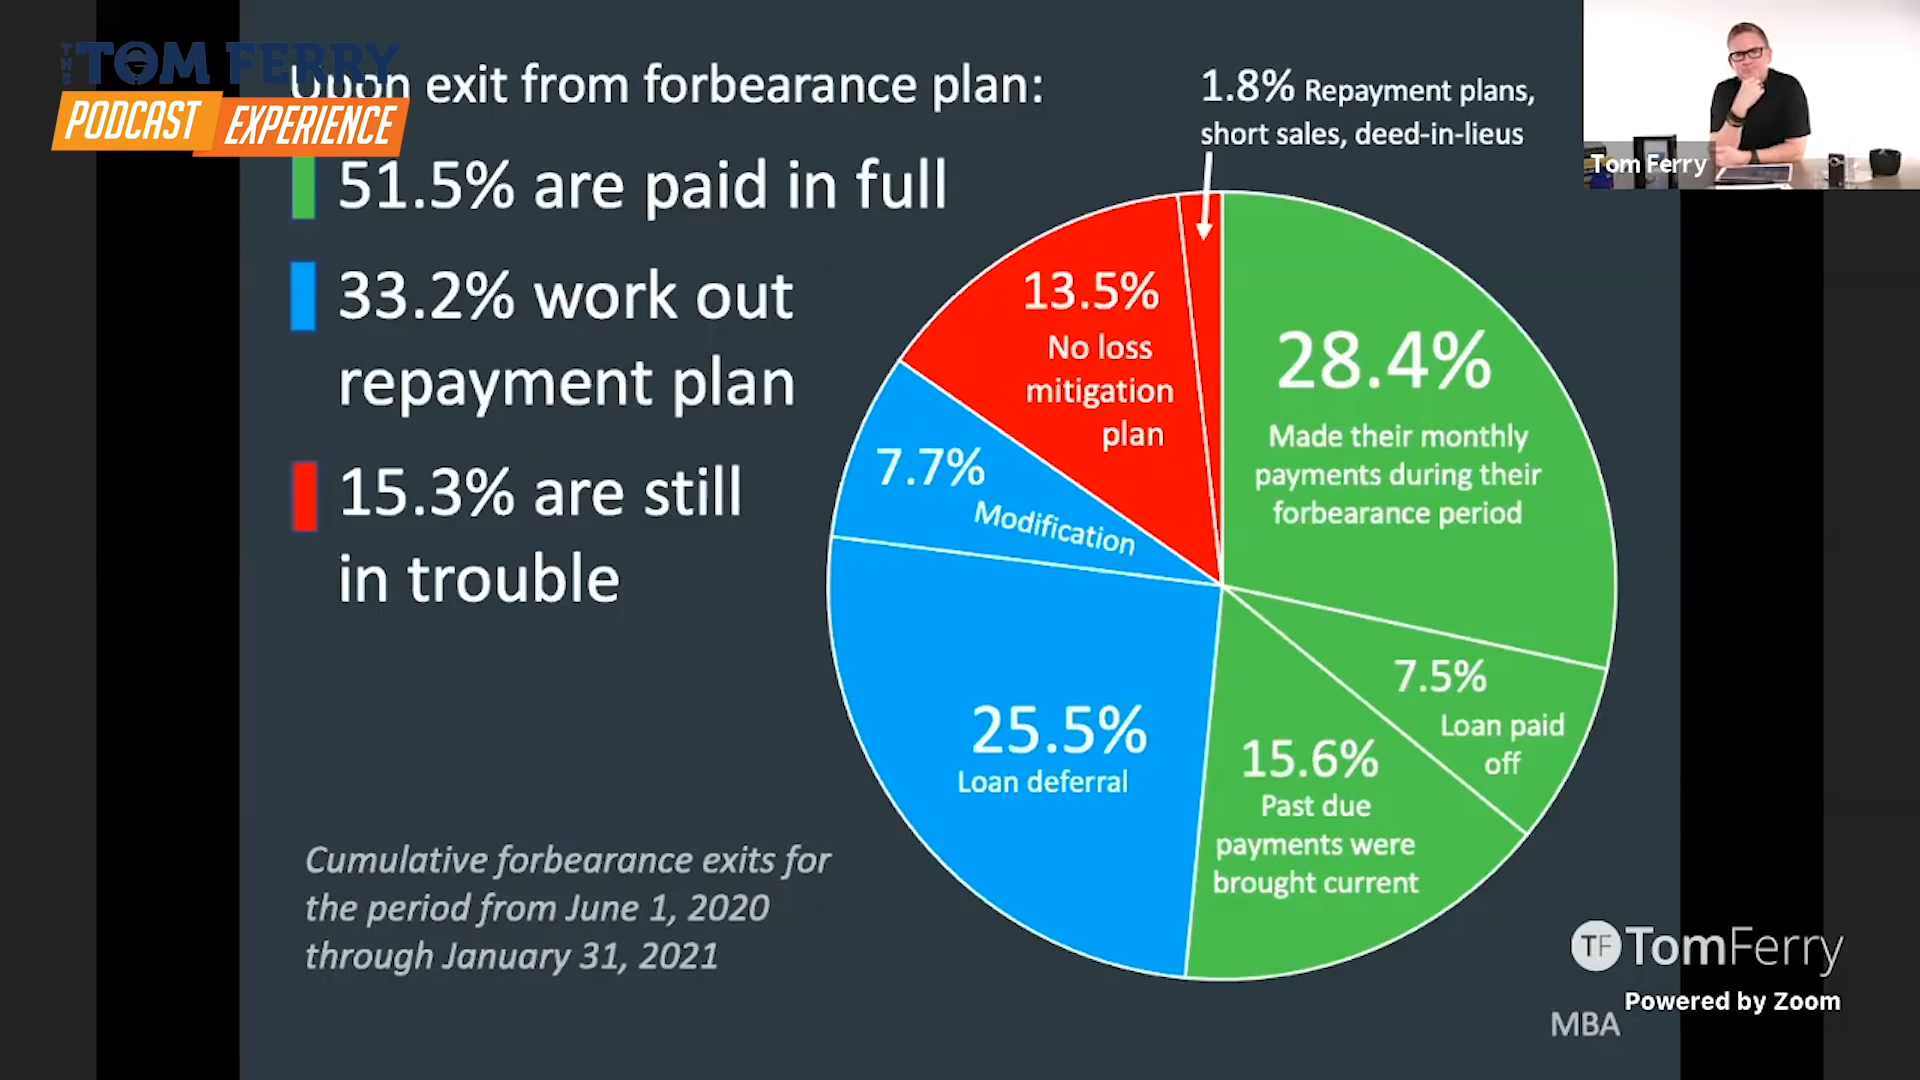 THE TOM FERRY
PODCAST EXPERIENCE
Upon exit from forbearance plan:
51.5% are paid in full
33.2% work out
repayment plan
15.3% are still
in trouble
Cumulative forbearance exits for
the period from June 1, 2020
through January 31, 2021
1.8% Repayment plans,
short sales, deed-in-lieus
13.5%
No loss
mitigation
plan
28.4%
Made their monthly
payments during their
forbearance period
7.7%
Modification
7.5%
Loan paid
off
25.5%
Loan deferral
15.6%
Past due
payments were
brought current
Tom Ferry
TF TomFerry
Powered by Zoom
MBA